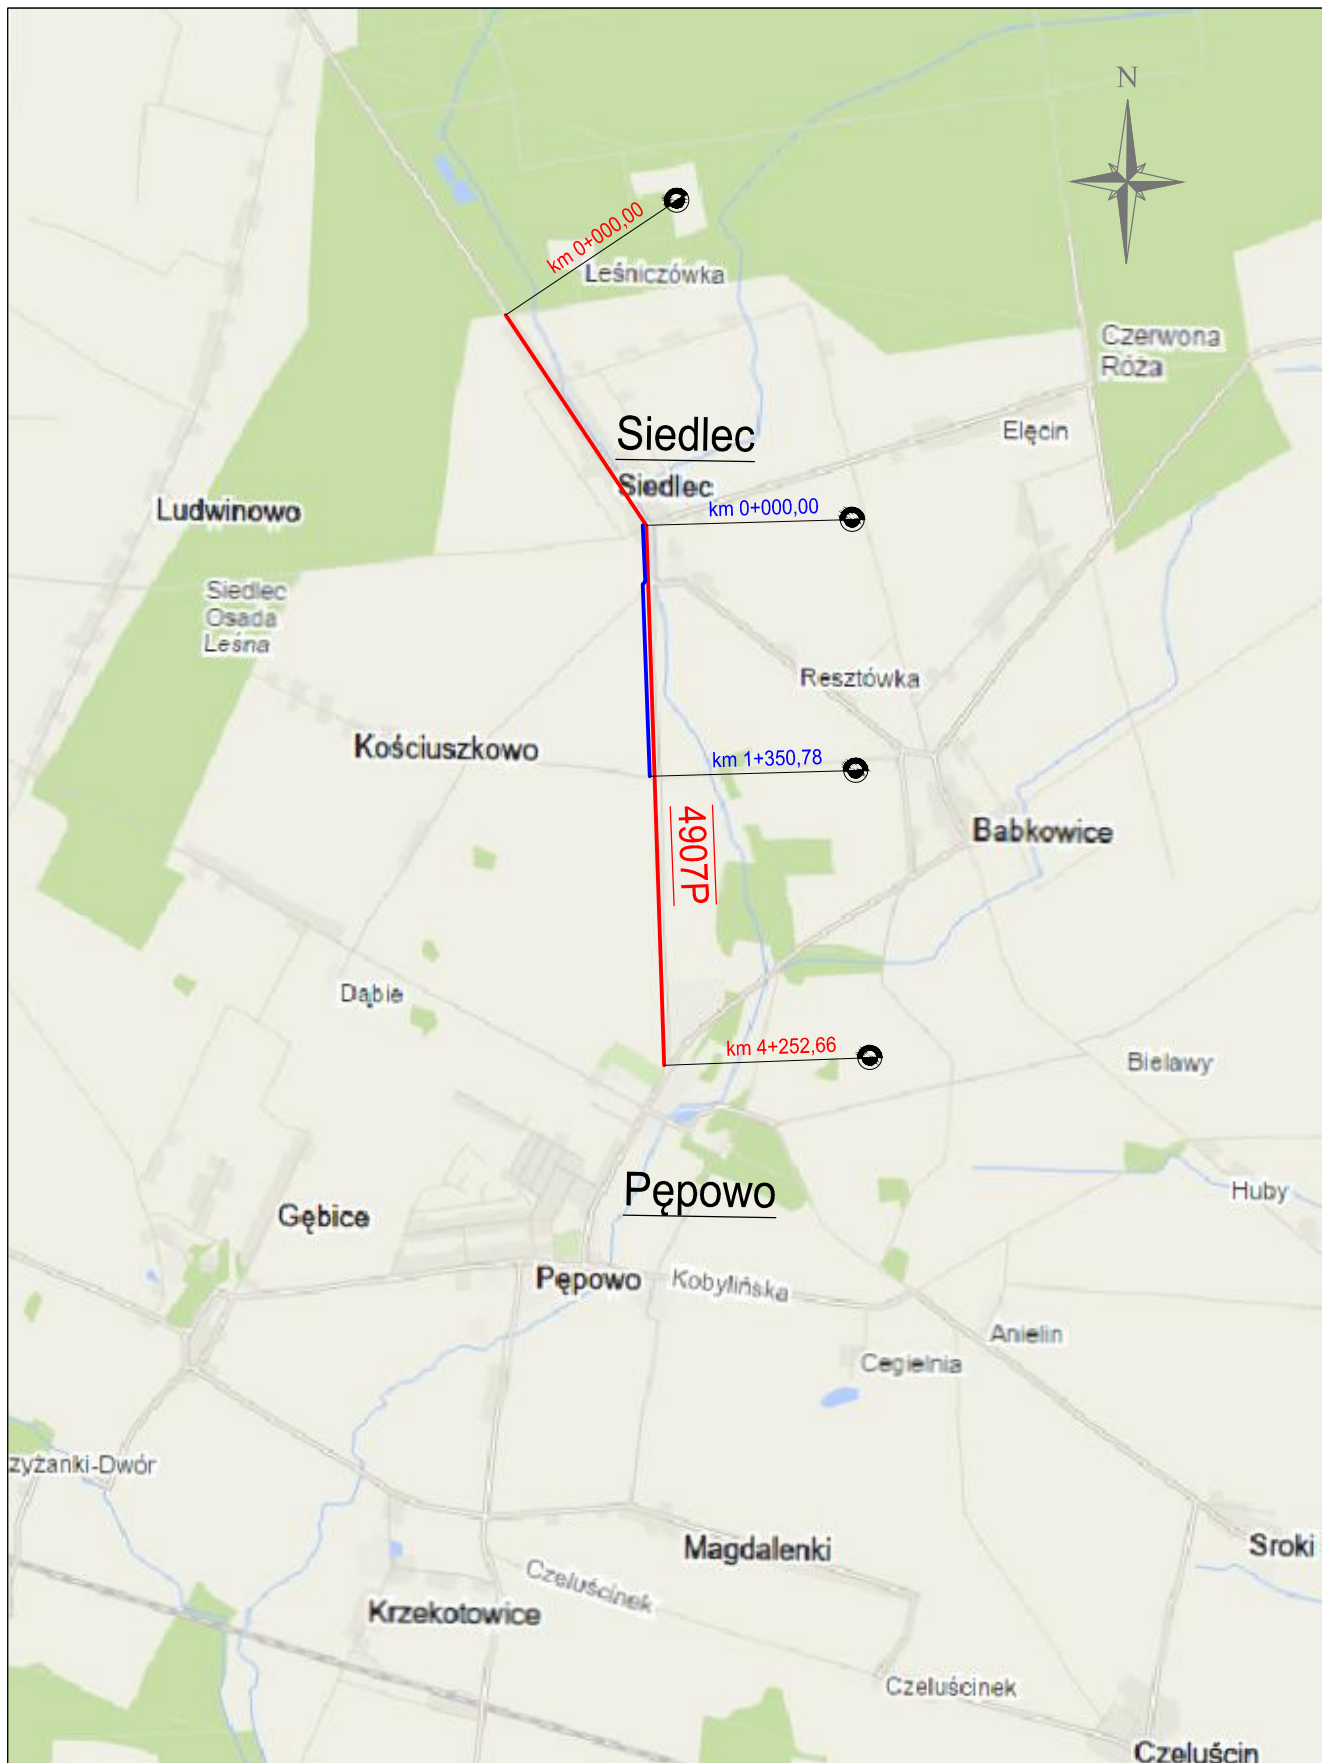 N
km 0+000,00
Leśniczówka
Czerwona
Róża
Siedlec
Elęcin
Siedlec
Ludwinowo
km 0+000,00
Siedlec
Osada
Leśna
Resztówka
Kościuszkowo
km 1+350,78
4907P
Babkowice
Dąbie
km 4+252,66
Bielawy
Pępowo
Huby
Gębice
Pępowo
Kobylińska
Anielin
Cegielnia
zyżanki-Dwór
Magdalenki
Sroki
Czeluścinek
Krzekotowice
Czeluścinek
Czeluścin